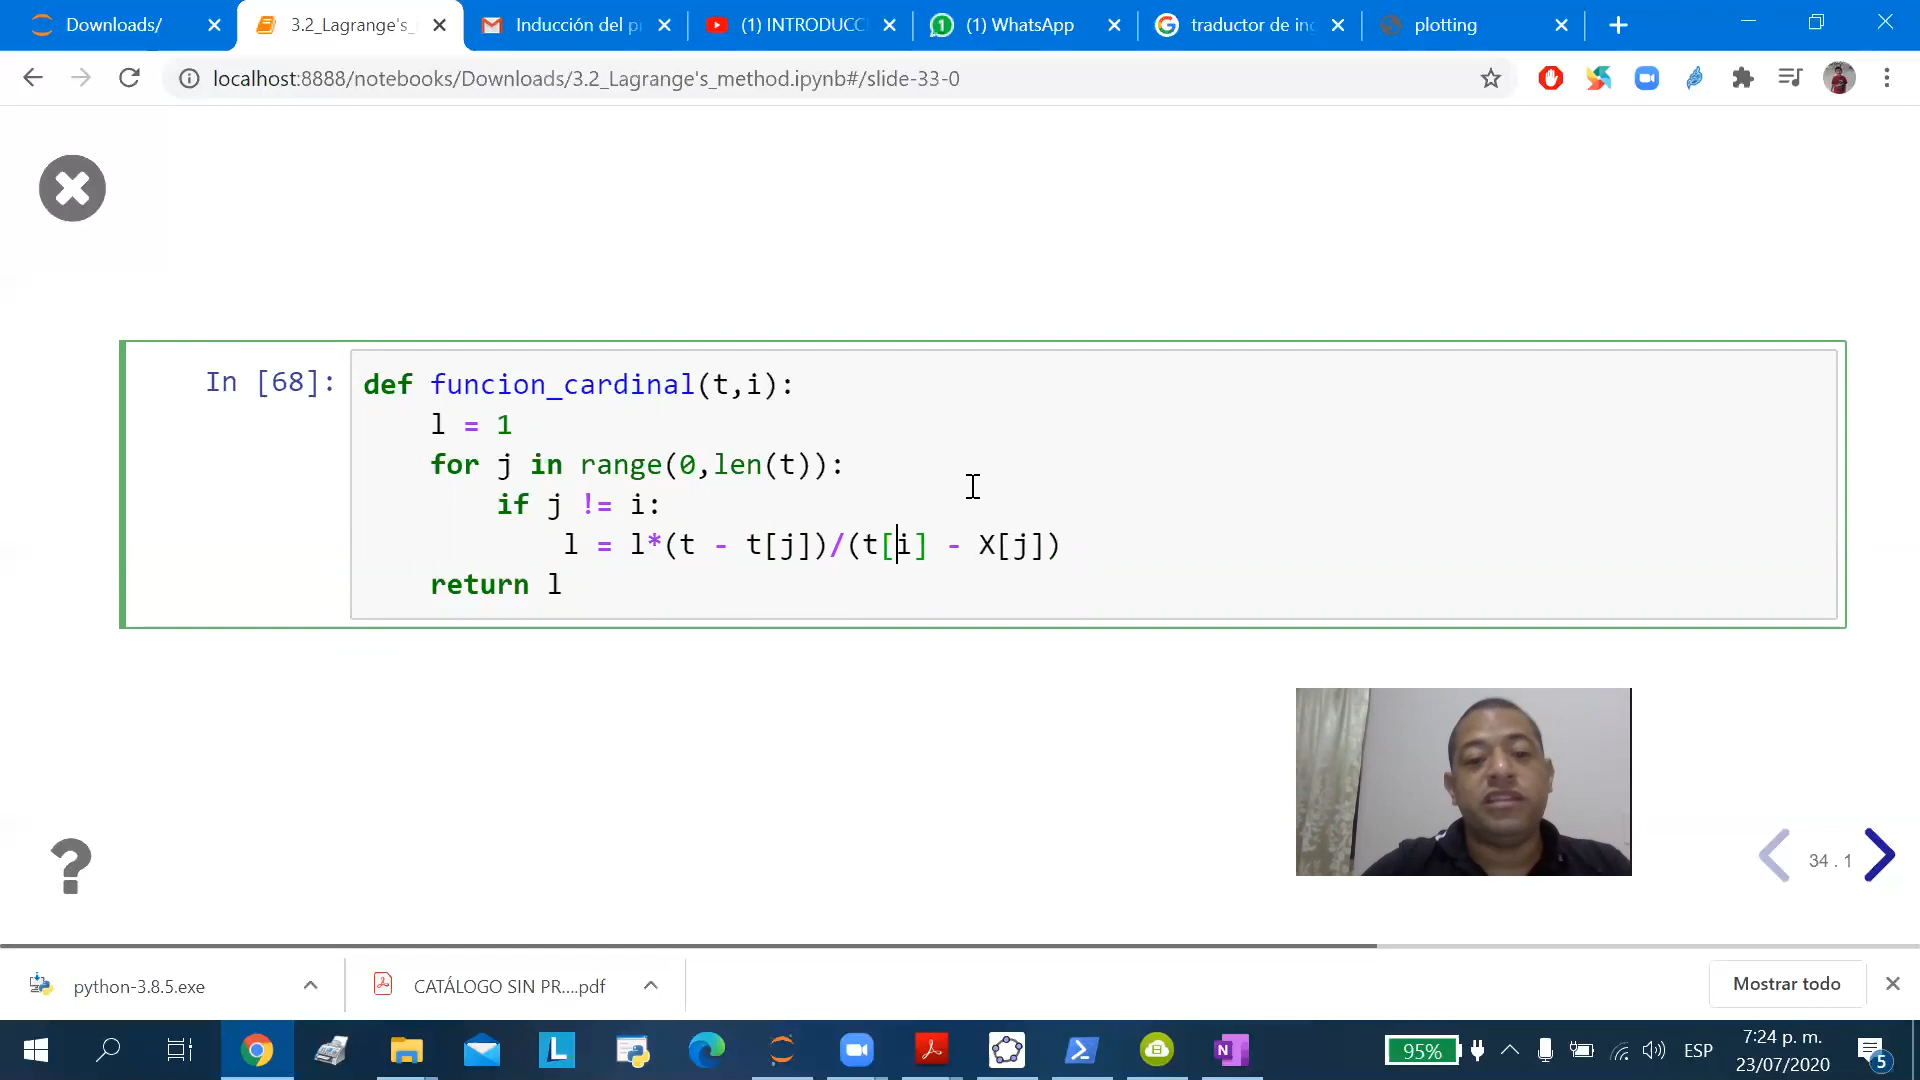 Downloads/
3.2_Lagrange's_
Inducción del p
(1) INTRODUCC
(1) WhatsApp
traductor de in
plotting
localhost:8888/notebooks/Downloads/3.2_Lagrange's_method.ipynb#/slide-33-0
In [68]:
def funcion_cardinal(t,i):
    l = 1
    for j in range(0,len(t)):
        if j != i:
            l = l*(t - t[j])/(t[i] - X[j])
    return l
?
34 . 1
python-3.8.5.exe
CATÁLOGO SIN PR....pdf
Mostrar todo
95%
ESP
7:24 p. m.
23/07/2020
5